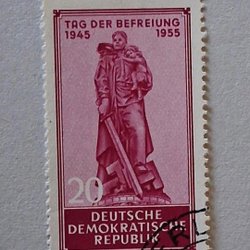 TAG DER BEFREIUNG
1945 1955
20
DEUTSCHE
DEMOKRATISCHE
REPUBLIK